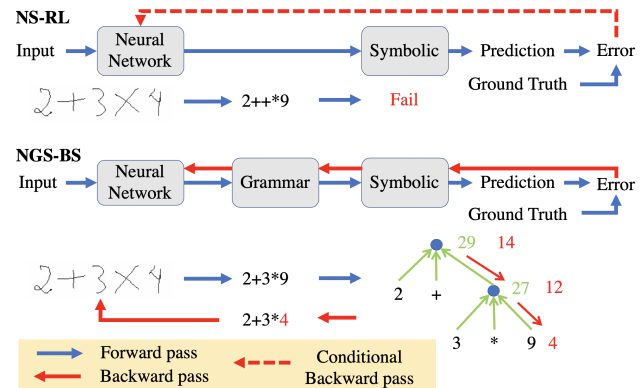 NS-RL
Input Neural Network Symbolic Prediction Error
Ground Truth
2+3×4 2++*9 Fail
NGS-BS
Input Neural Network Grammar Symbolic Prediction Error
Ground Truth
29 14
2+3×4 2+3*9 2 + 27 12
2+3*4 3 * 9 4
Forward pass Conditional
Backward pass Backward pass